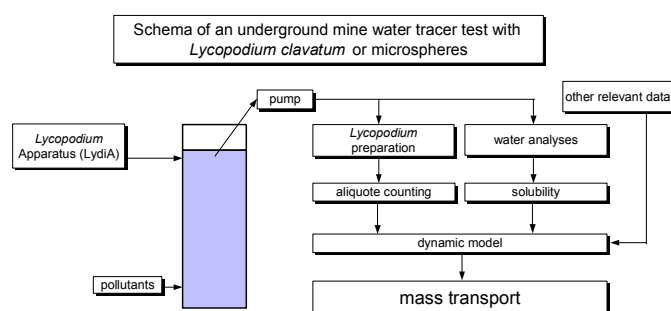 Schema of an underground mine water tracer test with
Lycopodium clavatum or microspheres
pump
other relevant data
Lycopodium
Apparatus (LydiA)
Lycopodium
preparation
water analyses
aliquote counting
solubility
dynamic model
pollutants
mass transport